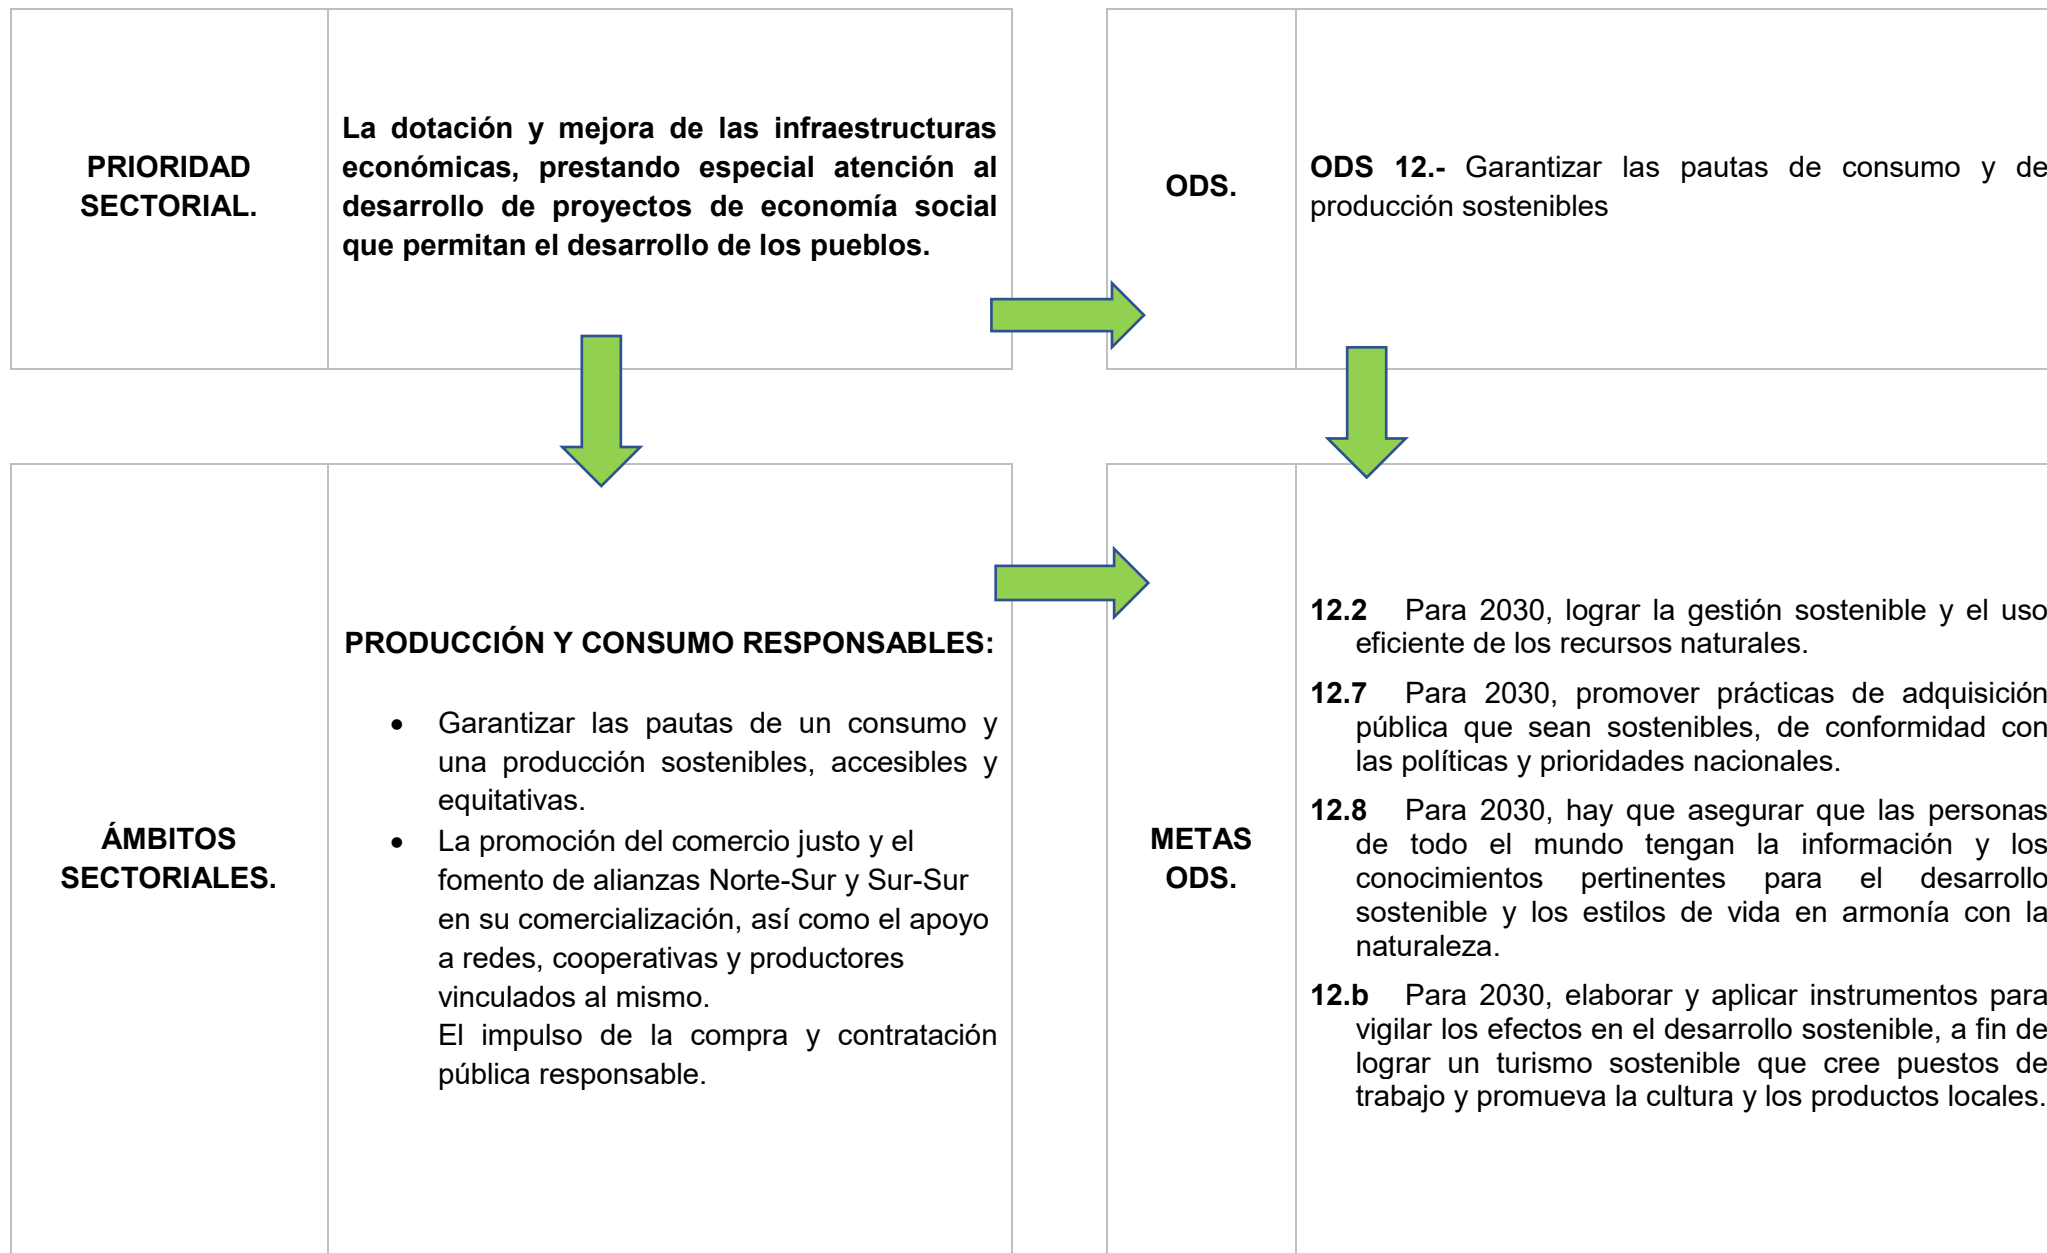 PRIORIDAD
SECTORIAL.
La dotación y mejora de las infraestructuras
económicas, prestando especial atención al
desarrollo de proyectos de economía social
que permitan el desarrollo de los pueblos.
ODS.
ODS 12.- Garantizar las pautas de consumo y de
producción sostenibles
ÁMBITOS
SECTORIALES.
PRODUCCIÓN Y CONSUMO RESPONSABLES:
• Garantizar las pautas de un consumo y
una producción sostenibles, accesibles y
equitativas.
• La promoción del comercio justo y el
fomento de alianzas Norte-Sur y Sur-Sur
en su comercialización, así como el apoyo
a redes, cooperativas y productores
vinculados al mismo.
El impulso de la compra y contratación
pública responsable.
METAS
ODS.
12.2 Para 2030, lograr la gestión sostenible y el uso
eficiente de los recursos naturales.
12.7 Para 2030, promover prácticas de adquisición
pública que sean sostenibles, de conformidad con
las políticas y prioridades nacionales.
12.8 Para 2030, hay que asegurar que las personas
de todo el mundo tengan la información y los
conocimientos pertinentes para el desarrollo
sostenible y los estilos de vida en armonía con la
naturaleza.
12.b Para 2030, elaborar y aplicar instrumentos para
vigilar los efectos en el desarrollo sostenible, a fin de
lograr un turismo sostenible que cree puestos de
trabajo y promueva la cultura y los productos locales.